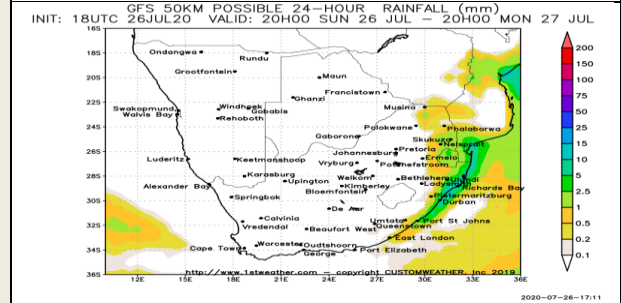 GFS 50KM POSSIBLE 24-HOUR RAINFALL (mm)
INIT: 18UTC 26JUL20 VALID: 20H00 SUN 26 JUL - 20H00 MON 27 JUL
16S
18S
20S
22S
24S
26S
28S
30S
32S
34S
36S
12E
15E
18E
21E
24E
27E
30E
33E
36E
Ondangwa
Rundu
Grootfontein
Maun
Francistown
Ghanzi
Swakopmund
Walvis Bay
Windhoek
Gobabis
Rehoboth
Musina
Polokwane
Phalaborwa
Gaborone
Skukuza
Nelspruit
Pretoria
Johannesburg
Ermelo
Potchefstroom
Luderitz
Keetmanshoop
Vryburg
Karasburg
Upington
Welkom
Kimberley
Bloemfontein
Bethlehem
Ulundi
Ladysmith
Richards Bay
Alexander Bay
Springbok
Pietermaritzburg
Durban
De Aar
Calvinia
Vredendal
Umtata
Port St Johns
Queenstown
Beaufort West
East London
Cape Town
Worcester
Oudtshoorn
George
Port Elizabeth
http://www.1stweather.com - copyright CUSTOMWEATHER, Inc 2019
200
150
100
75
50
25
15
10
5
2.5
1
0.5
0.2
0.1
2020-07-26-17:11